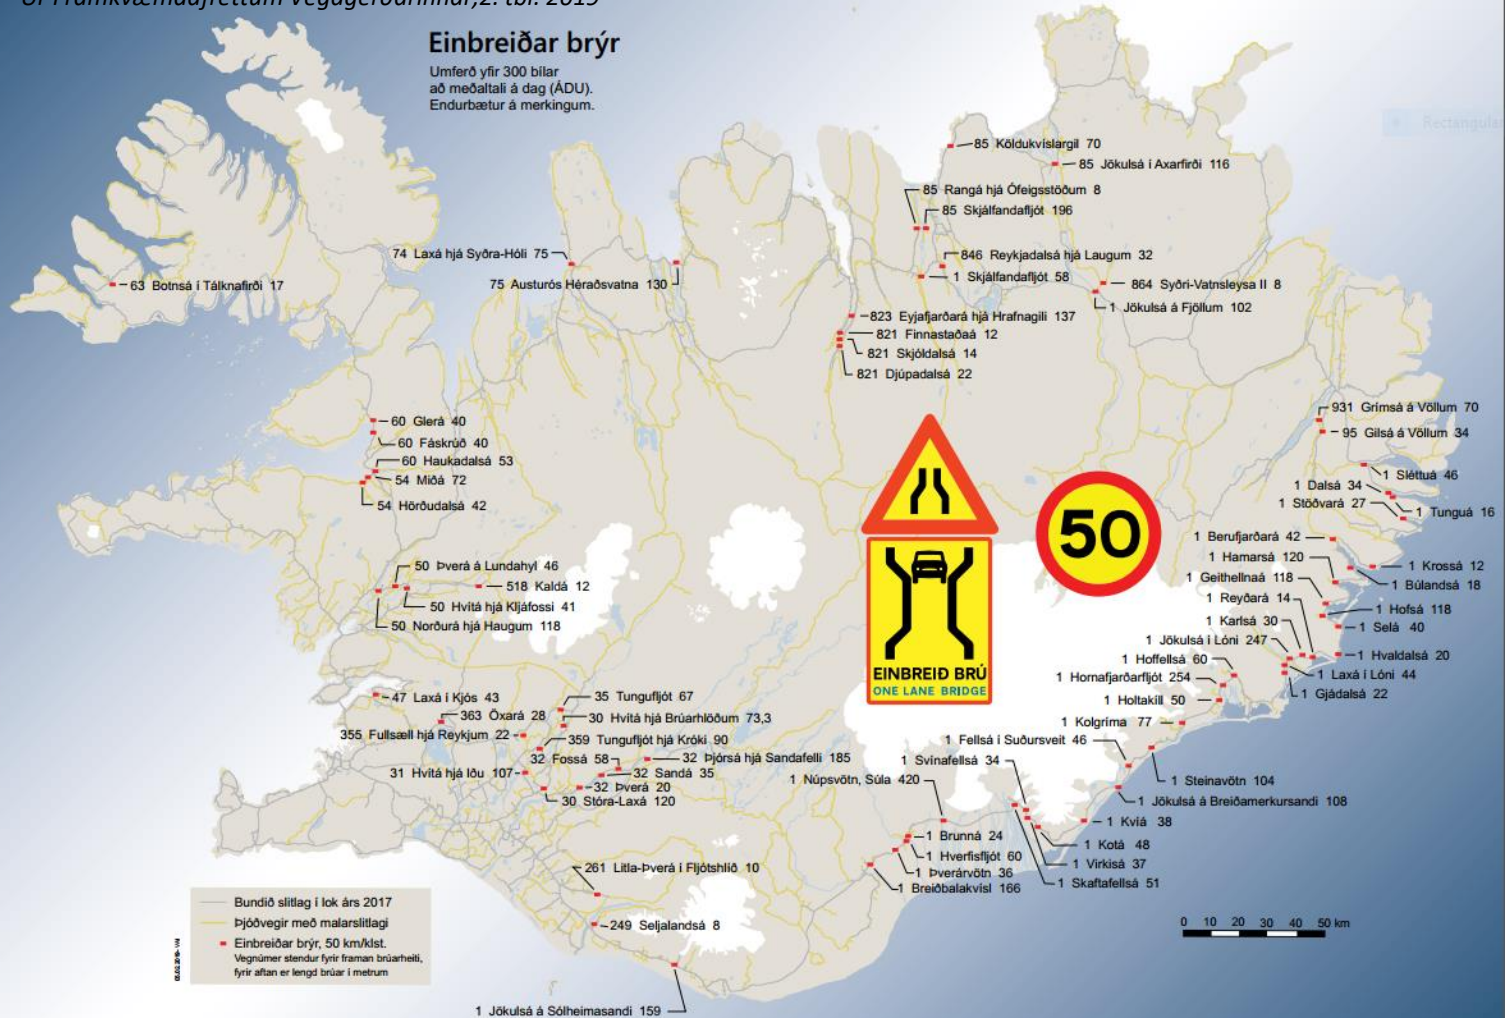 Úr Framkvæmdafréttum Vegagerðarinnar,2. tbl. 2019
Einbreiðar brýr
Umferð yfir 300 bílar
að meðaltali á dag (ÁDU).
Endurbætur á merkingum.
Rectangular
85 Köldukvíslargil 70
85 Jökulsá í Axarfirði 116
85 Rangá hjá Ófeigsstöðum 8
85 Skjálfandafljót 196
74 Laxá hjá Syðra-Hóli 75
846 Reykjadalsá hjá Laugum 32
1 Skjálfandafljót 58
75 Austurós Héraðsvatna 130
63 Botnsá í Tálknafirði 17
864 Syðri-Vatnsleysa II 8
1 Jökulsá á Fjöllum 102
823 Eyjafjarðará hjá Hrafnagili 137
821 Finnastaðaá 12
821 Skjóldalsá 14
821 Djúpadalsá 22
60 Glerá 40
60 Fáskrúð 40
60 Haukadalsá 53
54 Miðá 72
54 Hörðudalsá 42
931 Grímsá á Völlum 70
95 Gilsá á Völlum 34
1 Sléttuá 46
1 Dalsá 34
1 Stöðvará 27
1 Tunguá 16
50
1 Berufjarðará 42
1 Hamarsá 120
1 Krossá 12
1 Geithellnaá 118
1 Búlandsá 18
1 Reyðará 14
1 Hofsá 118
1 Karlsá 30
1 Selá 40
1 Jökulsá í Lóni 247
1 Hvaldalsá 20
1 Hoffellsá 60
1 Laxá í Lóni 44
1 Hornafjarðarfljót 254
1 Gjádalsá 22
1 Holtakíll 50
1 Kolgríma 77
50 Þverá á Lundahyl 46
518 Kaldá 12
50 Hvítá hjá Kljáfossi 41
50 Norðurá hjá Haugum 118
EINBREIÐ BRÚ
ONE LANE BRIDGE
47 Laxá í Kjós 43
35 Tungufljót 67
363 Öxará 28
30 Hvítá hjá Brúarhlöðum 73,3
355 Fullsæll hjá Reykjum 22
359 Tungufljót hjá Króki 90
32 Fossá 58
32 Þjórsá hjá Sandafelli 185
31 Hvítá hjá Iðu 107
32 Sandá 35
32 Þverá 20
30 Stóra-Laxá 120
1 Fellsá í Suðursveit 46
1 Svínafellsá 34
1 Núpsvötn, Súla 420
1 Steinavötn 104
1 Jökulsá á Breiðamerkursandi 108
1 Kvíá 38
1 Brunná 24
1 Kotá 48
1 Hverfisfljót 60
1 Virkisá 37
1 Þverárvötn 36
1 Skaftafellsá 51
1 Breiðbalakvísl 166
261 Litla-Þverá í Fljótshlíð 10
249 Seljalandsá 8
1 Jökulsá á Sólheimasandi 159
Bundið slitlag í lok árs 2017
Þjóðvegir með malarslitlagi
Einbreiðar brýr, 50 km/klst.
Vegnúmer stendur fyrir framan brúarheiti,
fyrir aftan er lengd brúar í metrum
0 10 20 30 40 50 km